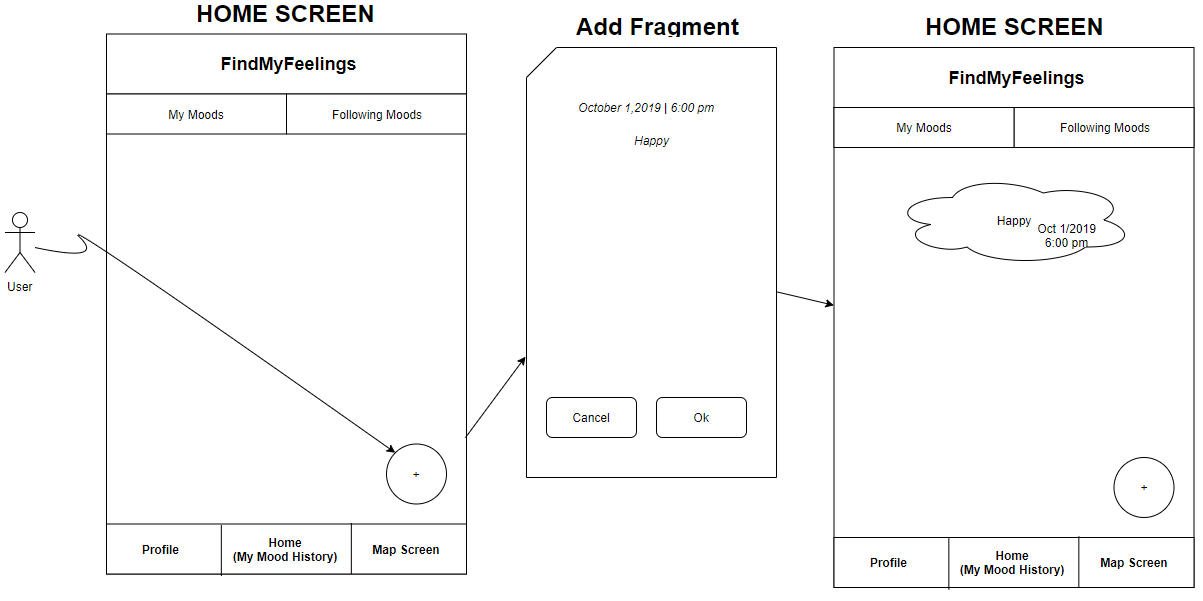 HOME SCREEN
FindMyFeelings
My Moods
Following Moods
User
+
Profile
Home
(My Mood History)
Map Screen
Add Fragment
October 1,2019 | 6:00 pm
Happy
Cancel
Ok
HOME SCREEN
FindMyFeelings
My Moods
Following Moods
Happy
Oct 1/2019
6:00 pm
+
Profile
Home
(My Mood History)
Map Screen